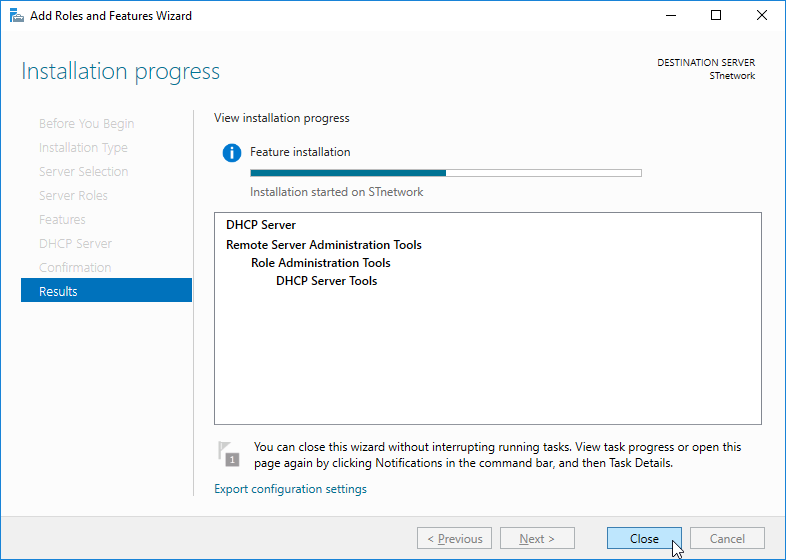 Add Roles and Features Wizard
Installation progress
DESTINATION SERVER
STnetwork
Before You Begin
Installation Type
Server Selection
Server Roles
Features
DHCP Server
Confirmation
Results
View installation progress
Feature installation
Installation started on STnetwork
DHCP Server
Remote Server Administration Tools
Role Administration Tools
DHCP Server Tools
1
You can close this wizard without interrupting running tasks. View task progress or open this
page again by clicking Notifications in the command bar, and then Task Details.
Export configuration settings
< Previous
Next >
Close
Cancel